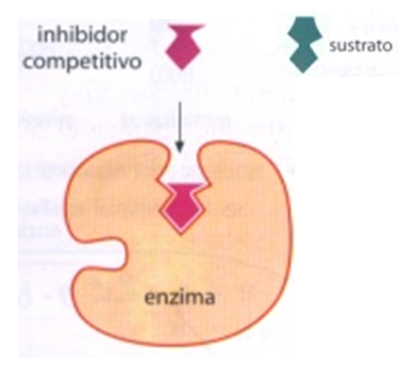 inhibidor
competitivo
sustrato
enzima